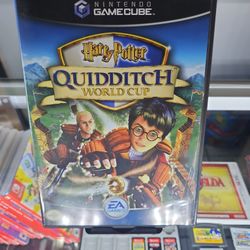 NINTENDO
GAMECUBE
Harry Potter
QUIDDITCH
WORLD CUP
EA